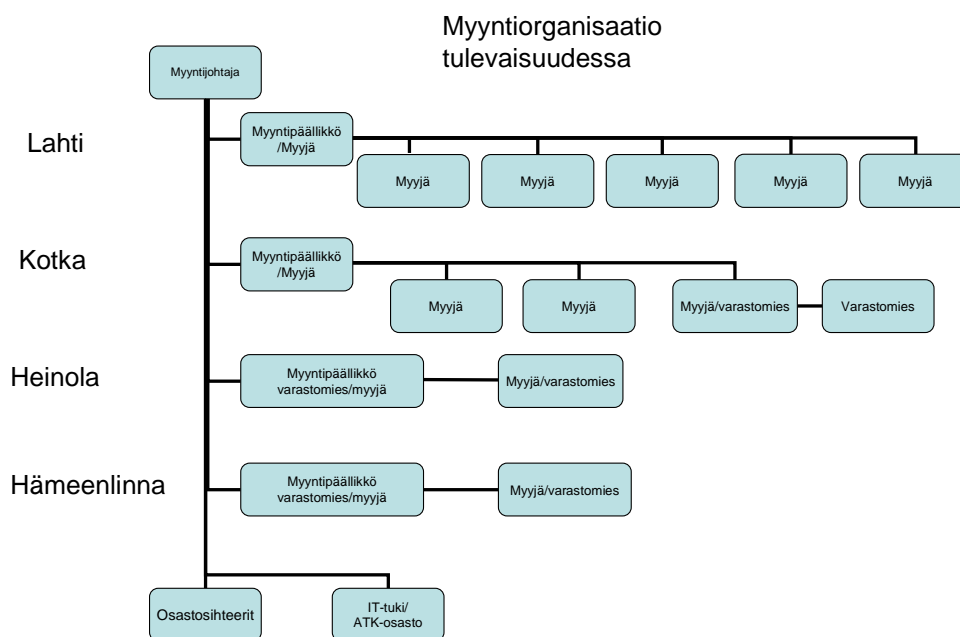 Myyntiorganisaatio
tulevaisuudessa
Myyntijohtaja
Lahti
Myyntipäällikkö
/Myyjä
Myyjä
Myyjä
Myyjä
Myyjä
Myyjä
Kotka
Myyntipäällikkö
/Myyjä
Myyjä
Myyjä
Myyjä/varastomies
Varastomies
Heinola
Myyntipäällikkö
varastomies/myyjä
Myyjä/varastomies
Hämeenlinna
Myyntipäällikkö
varastomies/myyjä
Myyjä/varastomies
Osastosihteerit
IT-tuki/
ATK-osasto